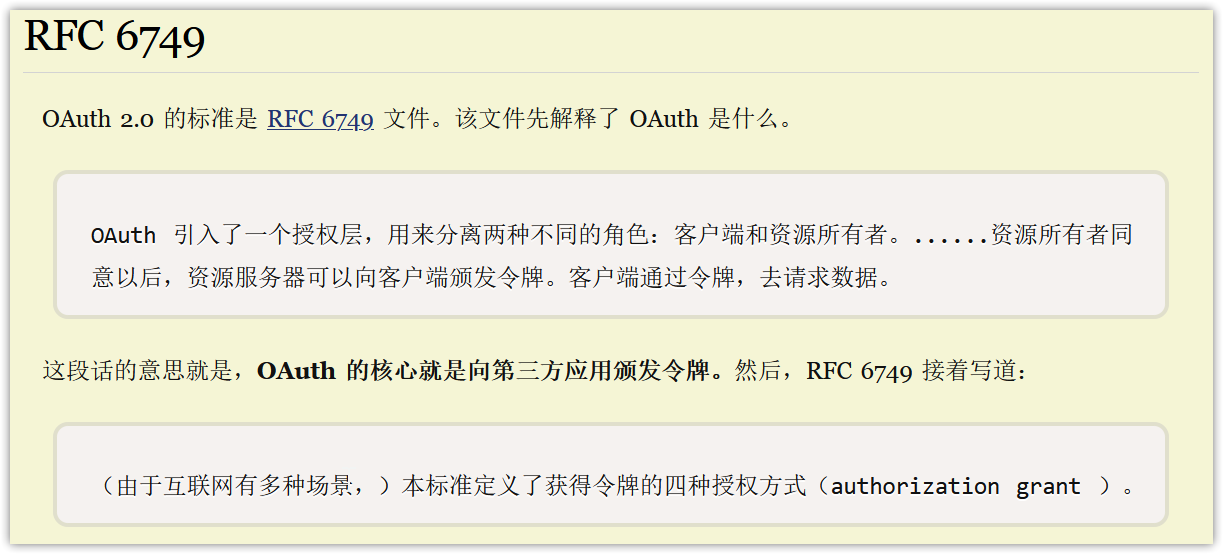 RFC 6749
OAuth 2.0 的标准是 RFC 6749 文件。该文件先解释了 OAuth 是什么。
OAuth 引入了一个授权层，用来分离两种不同的角色：客户端和资源所有者。......资源所有者同
意以后，资源服务器可以向客户端颁发令牌。客户端通过令牌，去请求数据。
这段话的意思就是，OAuth 的核心就是向第三方应用颁发令牌。然后，RFC 6749 接着写道：
（由于互联网有多种场景，）本标准定义了获得令牌的四种授权方式（authorization grant ）。